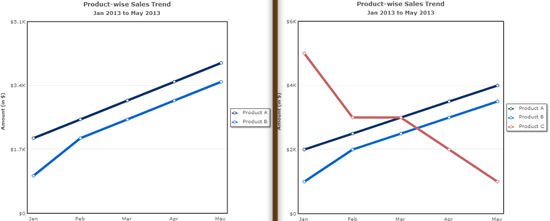 Product-wise Sales Trend
Jan 2013 to May 2013
$5.1K
$3.4K
$1.7K
$0
Amount (in $)
Jan Feb Mar Apr May
Product A
Product B
Product-wise Sales Trend
Jan 2013 to May 2013
$6K
$4K
$2K
$0
Amount (in $)
Jan Feb Mar Apr May
Product A
Product B
Product C